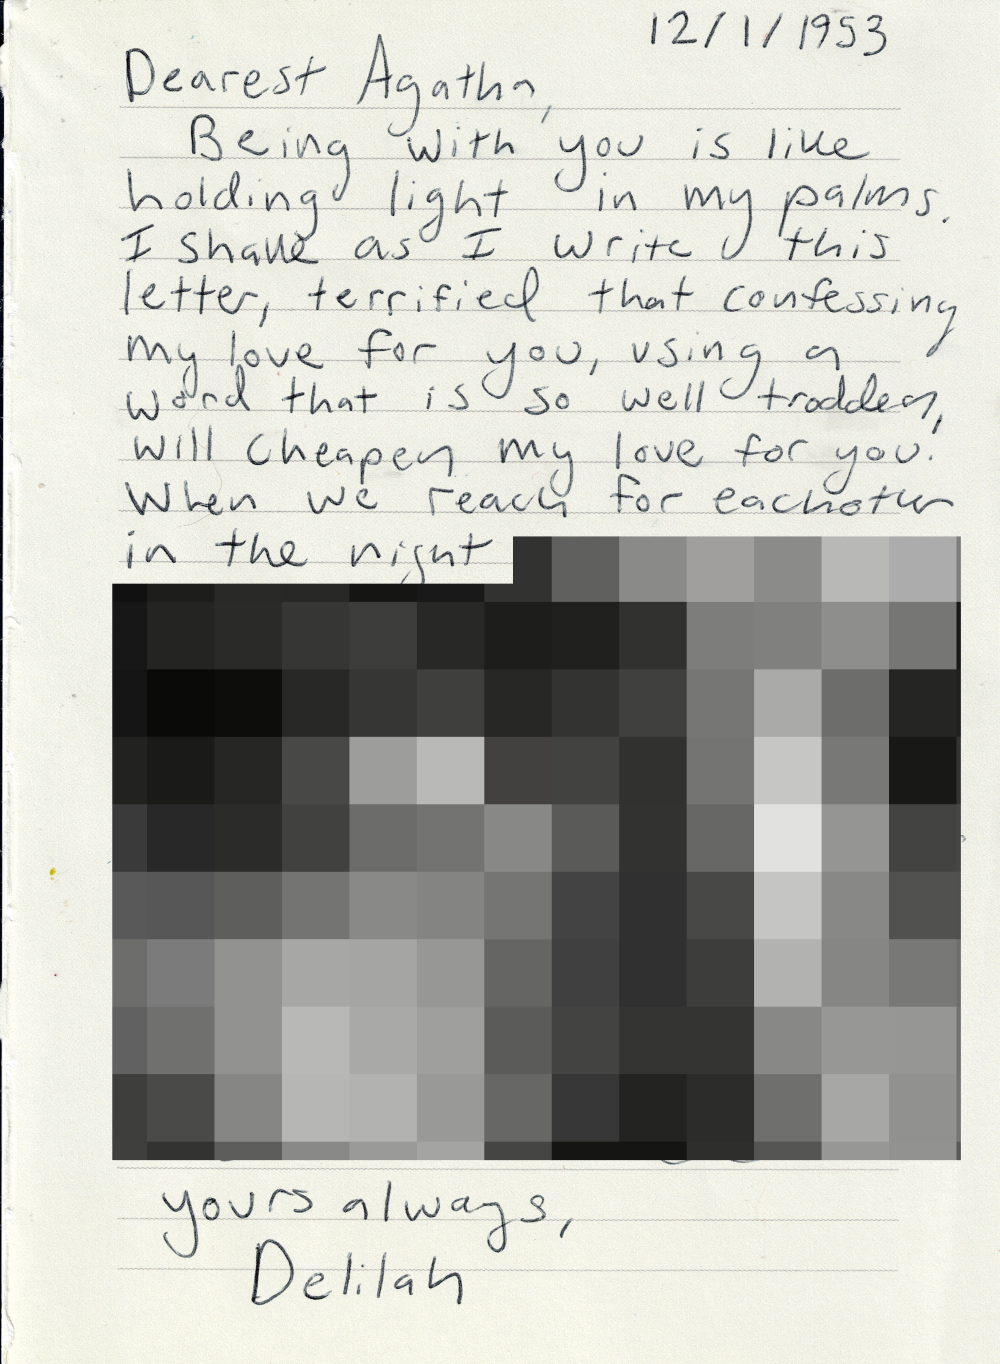 12/1/1953
Dearest Agatha,
Being with you is like
holding light in my palms.
I shake as I write this
letter, terrified that confessing
my love for you, using a
word that is so well trodden,
will cheapen my love for you.
When we reach for eachother
in the night
yours always,
Delilah